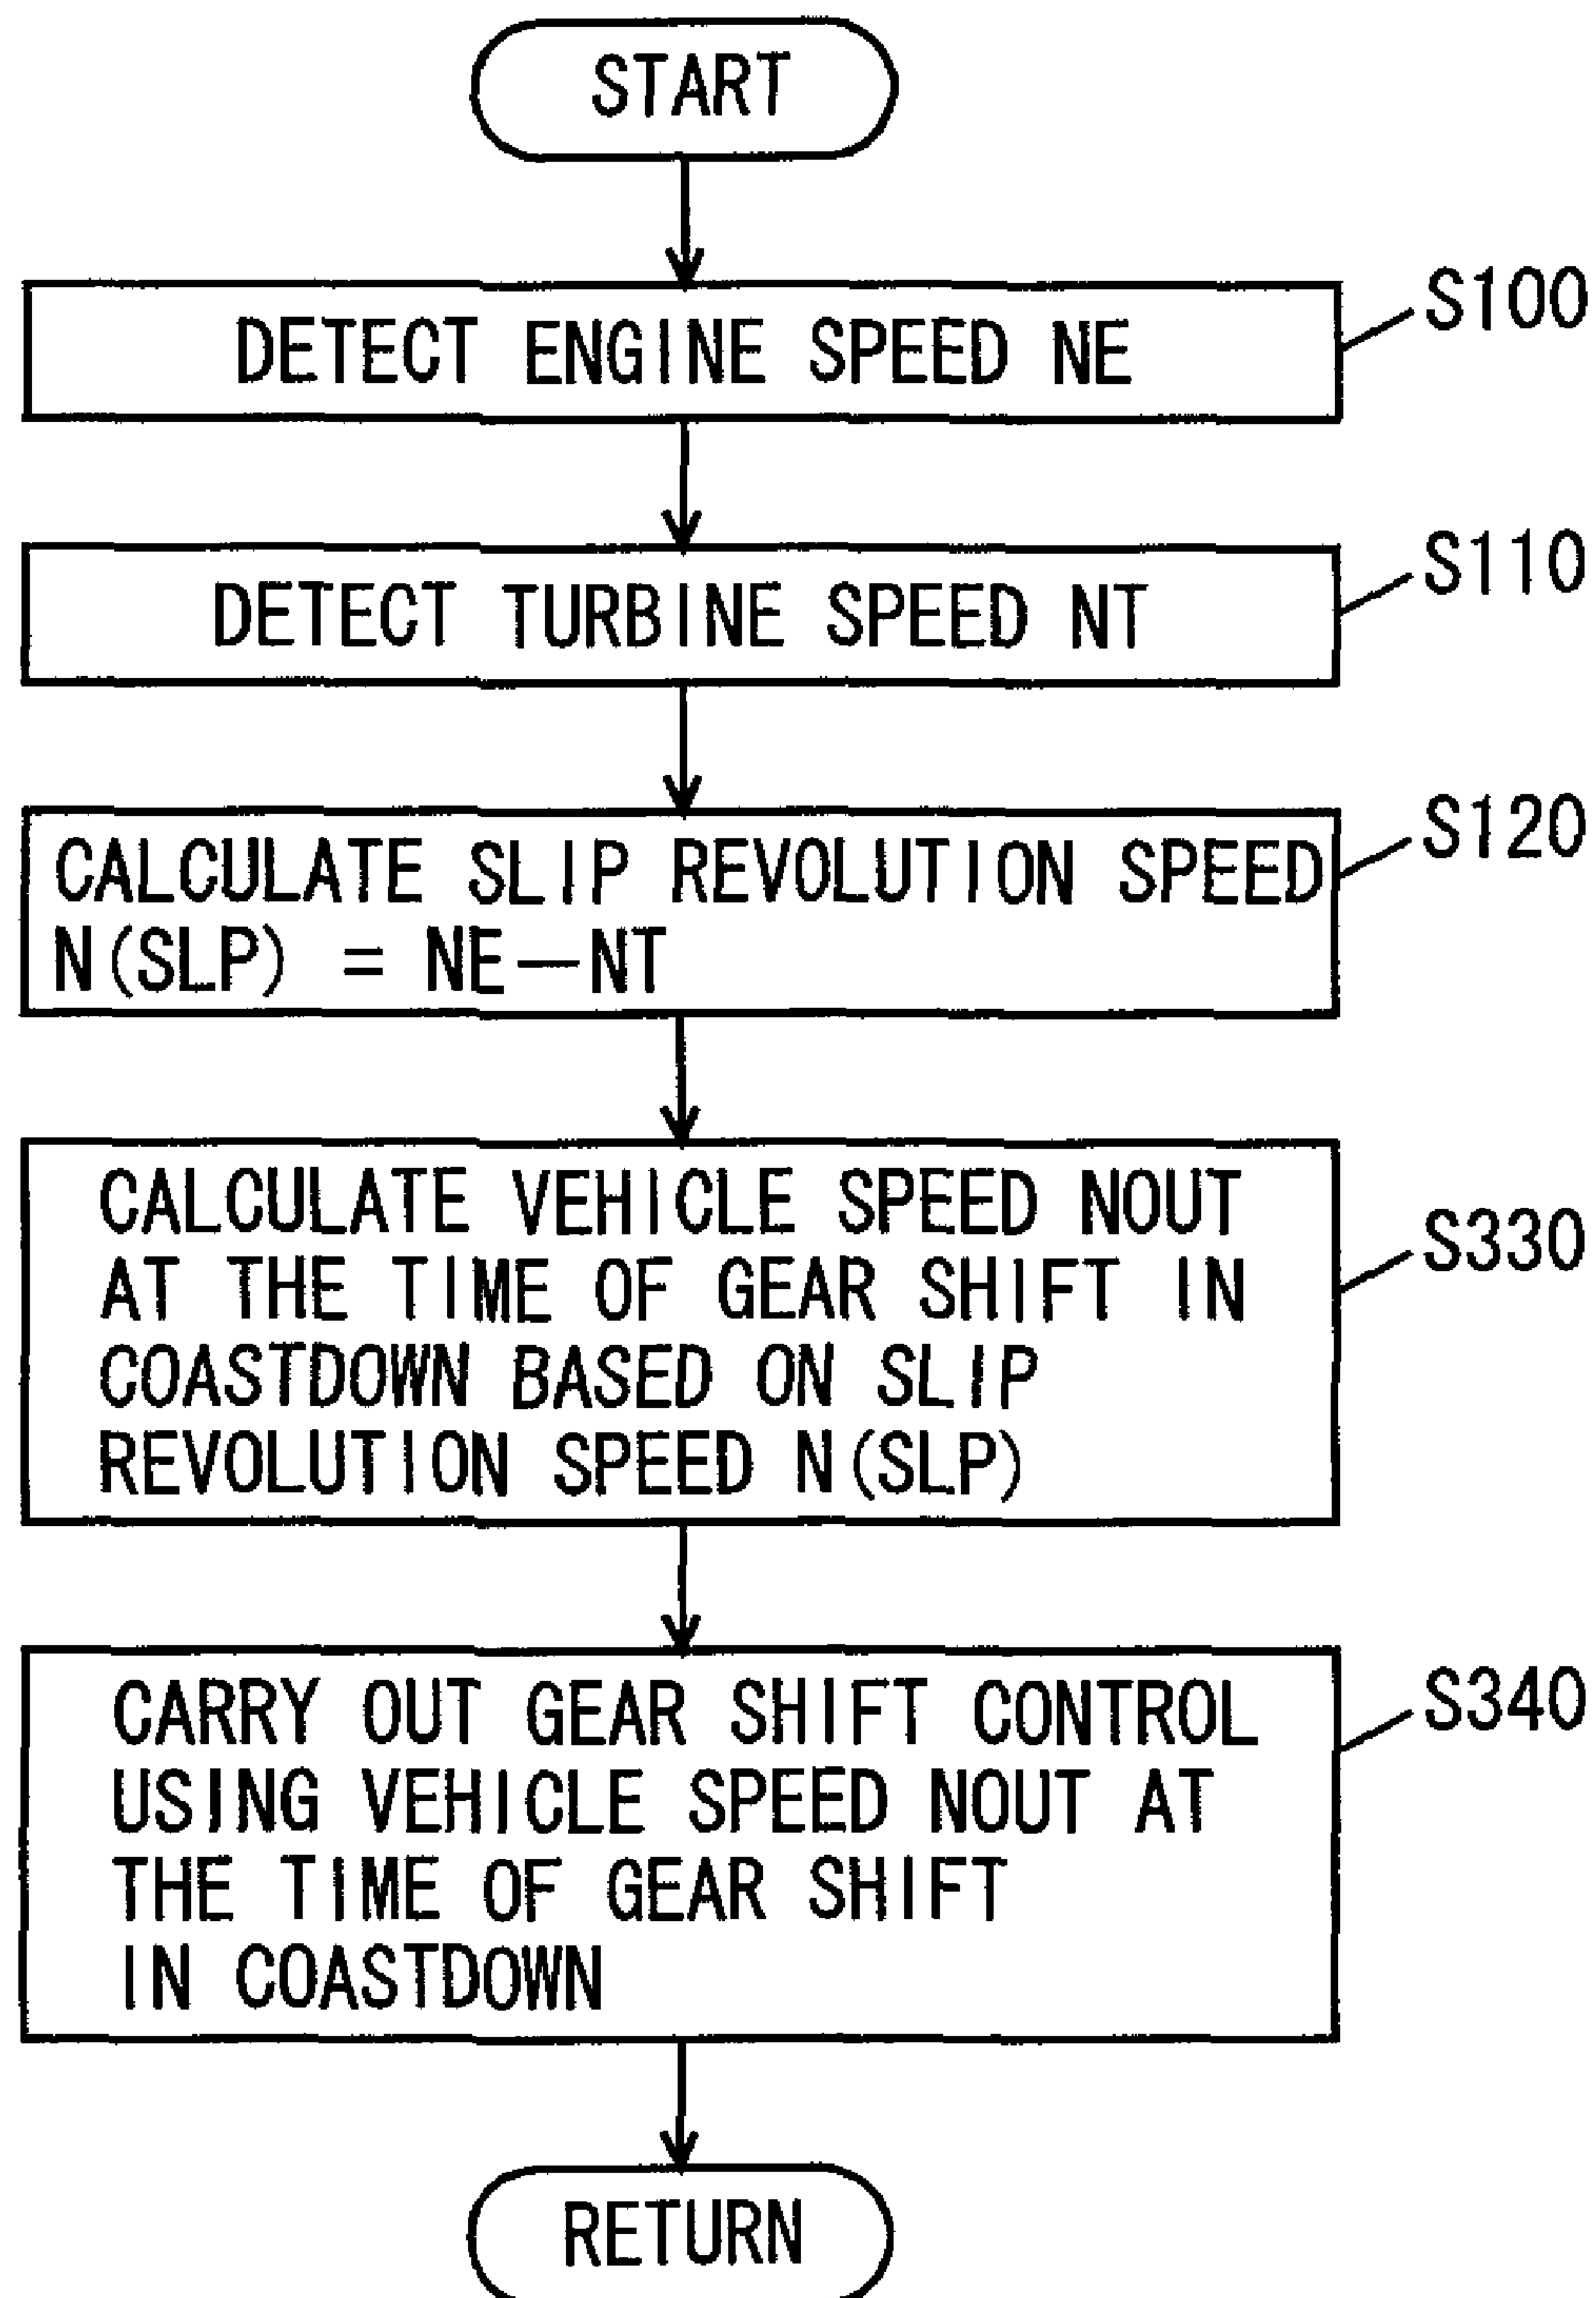 START
DETECT ENGINE SPEED NE
S100
DETECT TURBINE SPEED NT
S110
CALCULATE SLIP REVOLUTION SPEED
N(SLP) = NE—NT
S120
CALCULATE VEHICLE SPEED NOUT
AT THE TIME OF GEAR SHIFT IN
COASTDOWN BASED ON SLIP
REVOLUTION SPEED N(SLP)
S330
CARRY OUT GEAR SHIFT CONTROL
USING VEHICLE SPEED NOUT AT
THE TIME OF GEAR SHIFT
IN COASTDOWN
S340
RETURN